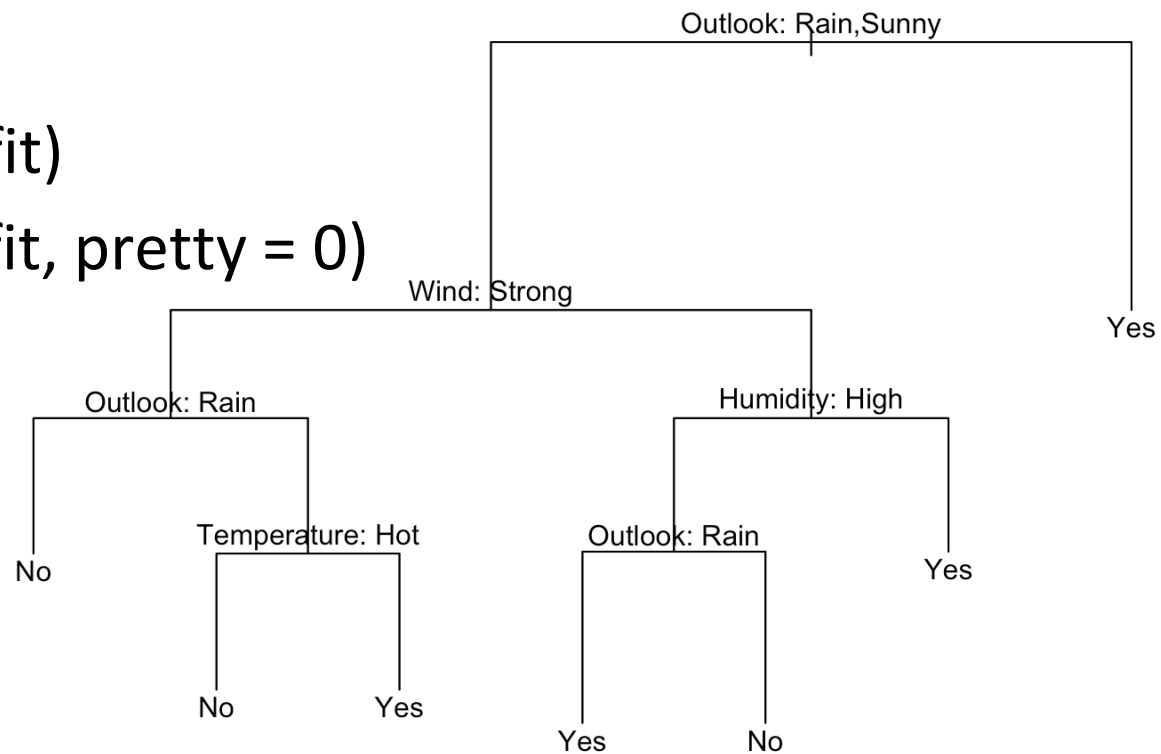 Outlook: Rain,Sunny
fit)
fit, pretty = 0)
Wind: Strong
Yes
Outlook: Rain
Humidity: High
Temperature: Hot
Outlook: Rain
No
Yes
No
Yes
Yes
No